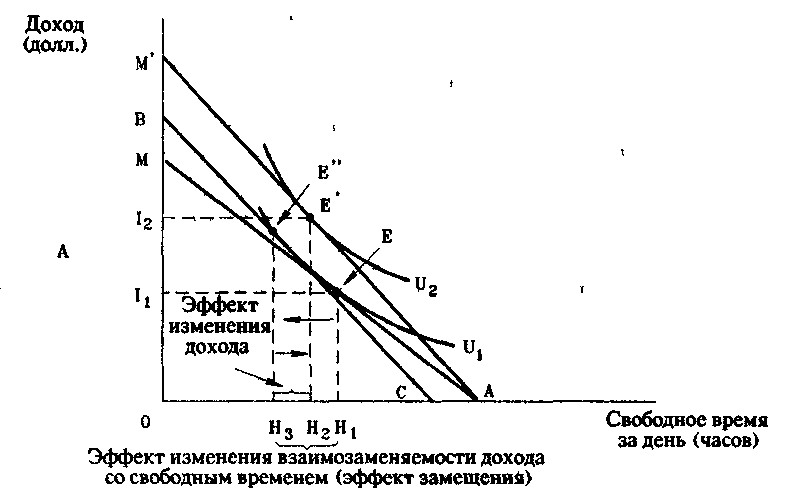 Доход
(долл.)
M'
B
M
E''
E'
I₂
E
A
U₂
I₁
Эффект
изменения
дохода
U₁
C
A
0
H₃ H₂ H₁
Свободное время
за день (часов)
Эффект изменения взаимозаменяемости дохода
со свободным временем (эффект замещения)